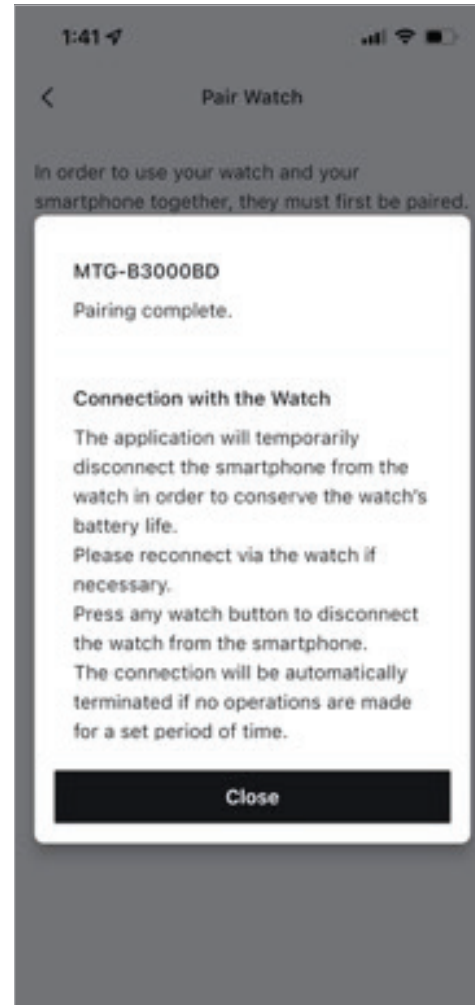 1:41
Pair Watch
In order to use your watch and your
smartphone together, they must first be paired.
MTG-B3000BD
Pairing complete.
Connection with the Watch
The application will temporarily
disconnect the smartphone from the
watch in order to conserve the watch's
battery life.
Please reconnect via the watch if
necessary.
Press any watch button to disconnect
the watch from the smartphone.
The connection will be automatically
terminated if no operations are made
for a set period of time.
Close